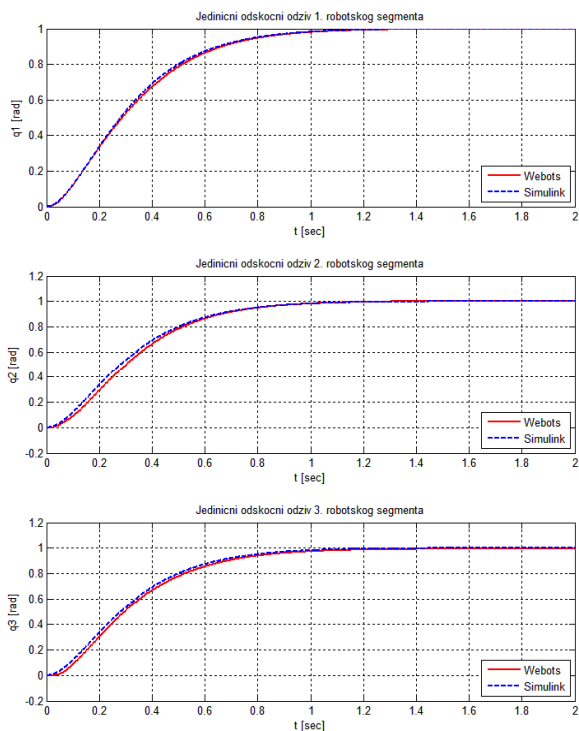 Jedinicni odskocni odziv 1. robotskog segmenta
1
0.8
0.6
0.4
0.2
0
q1 [rad]
Webots
Simulink
0 0.2 0.4 0.6 0.8 1 1.2 1.4 1.6 1.8 2
t [sec]
Jedinicni odskocni odziv 2. robotskog segmenta
1.2
1
0.8
0.6
0.4
0.2
0
-0.2
q2 [rad]
Webots
Simulink
0 0.2 0.4 0.6 0.8 1 1.2 1.4 1.6 1.8 2
t [sec]
Jedinicni odskocni odziv 3. robotskog segmenta
1.2
1
0.8
0.6
0.4
0.2
0
-0.2
q3 [rad]
Webots
Simulink
0 0.2 0.4 0.6 0.8 1 1.2 1.4 1.6 1.8 2
t [sec]